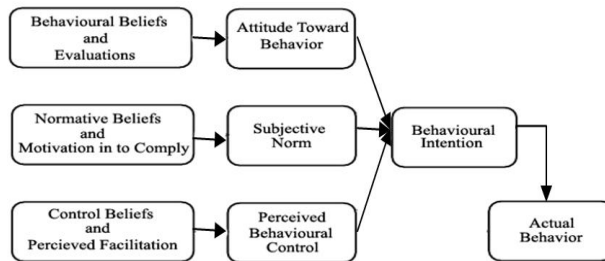 Behavioural Beliefs
and
Evaluations
Attitude Toward
Behavior
Normative Beliefs
and
Motivation in to Comply
Subjective
Norm
Behavioural
Intention
Control Beliefs
and
Percieved Facilitation
Perceived
Behavioural
Control
Actual
Behavior